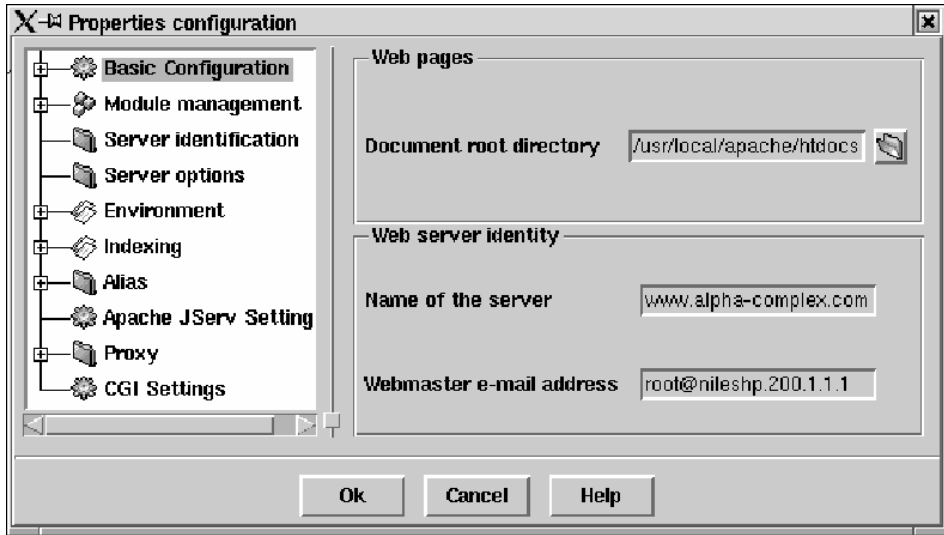 Properties configuration
Basic Configuration
Module management
Server identification
Server options
Environment
Indexing
Alias
Apache JServ Setting
Proxy
CGI Settings
Web pages
Document root directory /usr/local/apache/htdocs
Web server identity
Name of the server www.alpha-complex.com
Webmaster e-mail address root@nileshp.200.1.1.1
Ok Cancel Help